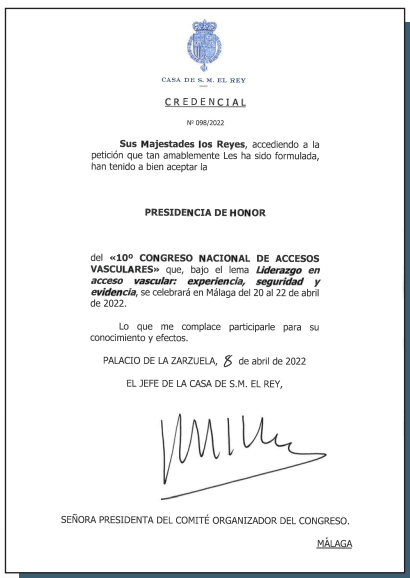 CASA DE S. M. EL REY
CREDENCIAL
Nº 098/2022
Sus Majestades los Reyes, accediendo a la
petición que tan amablemente Les ha sido formulada,
han tenido a bien aceptar la
PRESIDENCIA DE HONOR
del «10º CONGRESO NACIONAL DE ACCESOS
VASCULARES» que, bajo el lema Liderazgo en
acceso vascular: experiencia, seguridad y
evidencia, se celebrará en Málaga del 20 al 22 de abril
de 2022.
Lo que me complace participarle para su
conocimiento y efectos.
PALACIO DE LA ZARZUELA, 8 de abril de 2022
EL JEFE DE LA CASA DE S.M. EL REY,
SEÑORA PRESIDENTA DEL COMITÉ ORGANIZADOR DEL CONGRESO.
MÁLAGA